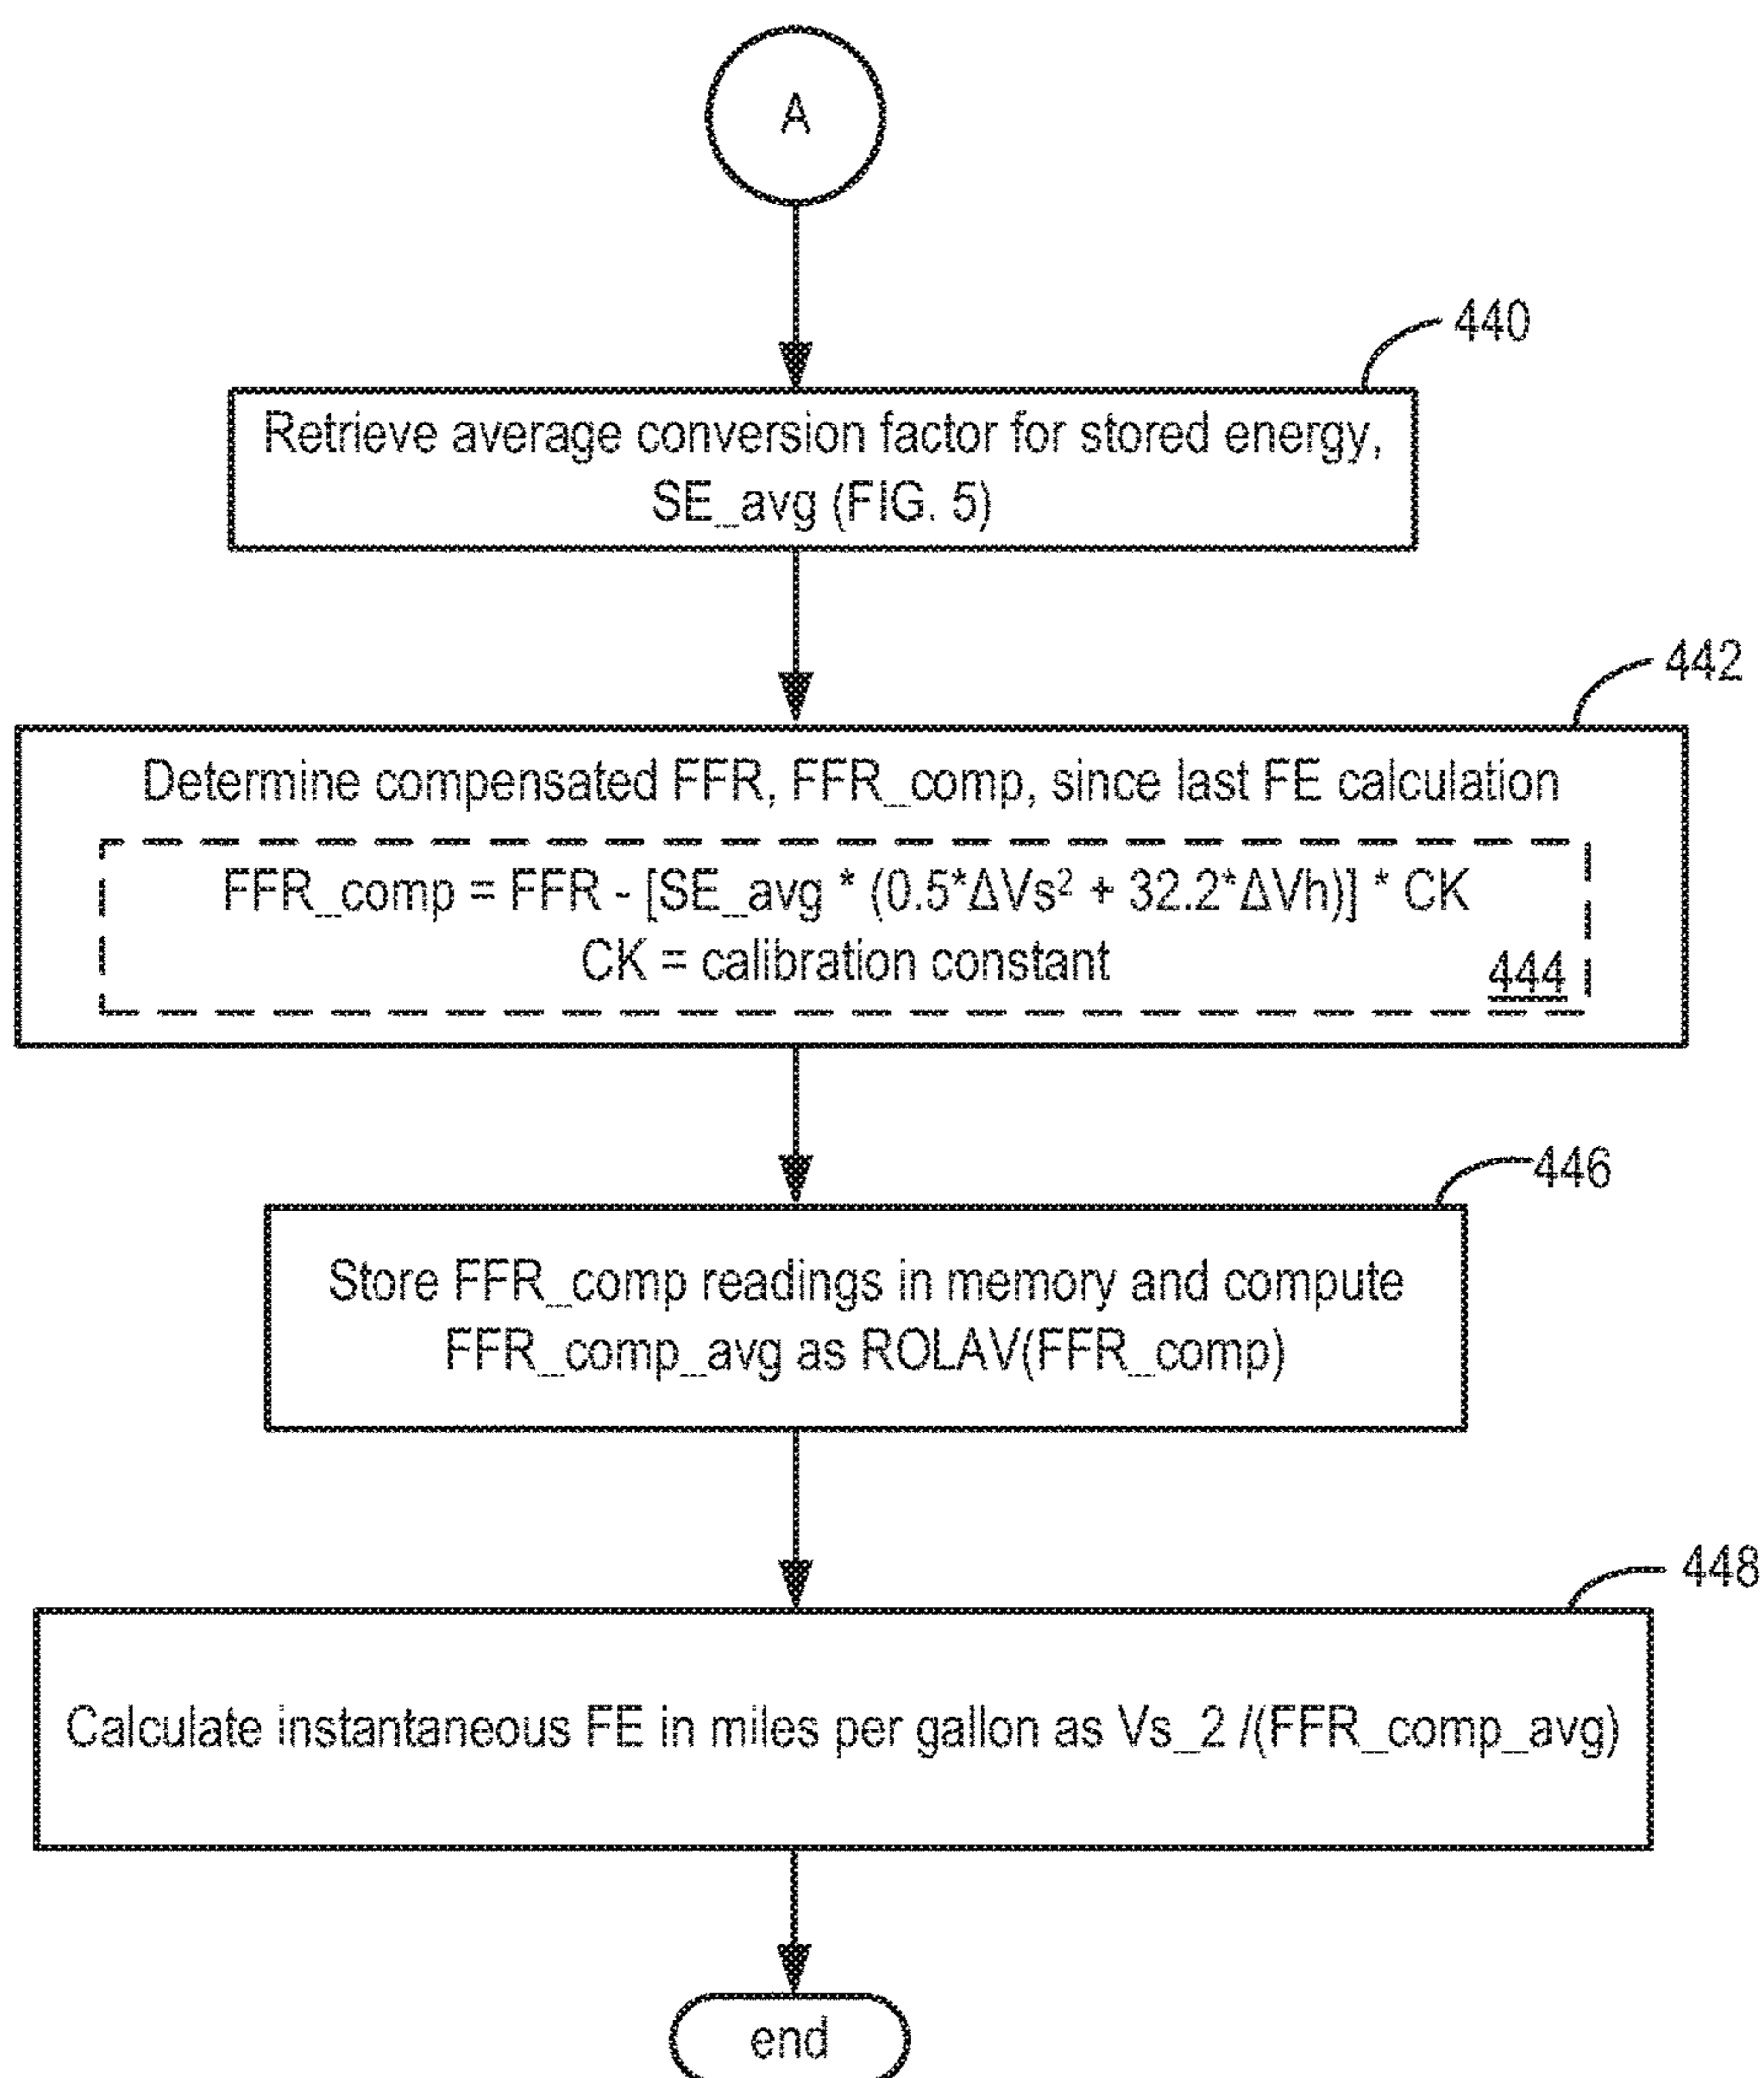 A
440
Retrieve average conversion factor for stored energy,
SE_avg (FIG. 5)
442
Determine compensated FFR, FFR_comp, since last FE calculation
FFR_comp = FFR - [SE_avg * (0.5*ΔVs² + 32.2*ΔVh)] * CK
CK = calibration constant
444
446
Store FFR_comp readings in memory and compute
FFR_comp_avg as ROLAV(FFR_comp)
448
Calculate instantaneous FE in miles per gallon as Vs_2 /(FFR_comp_avg)
end